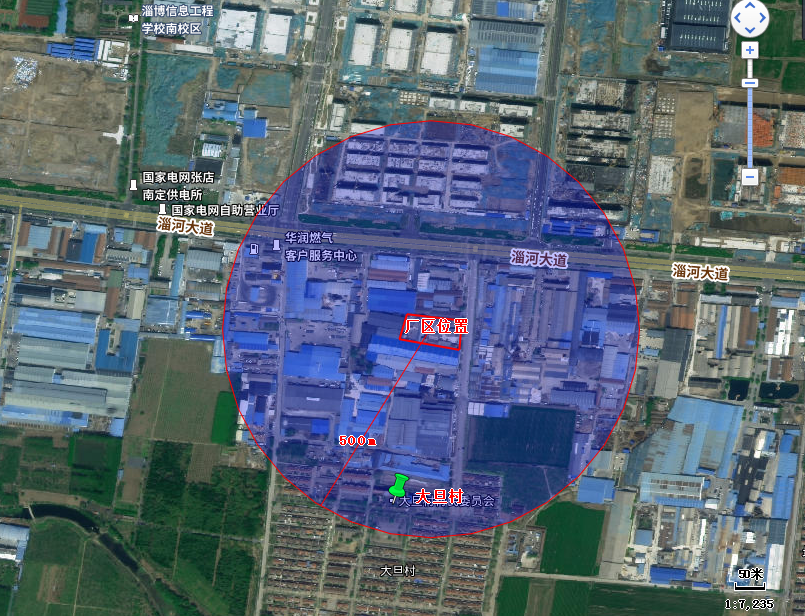 淄博信息工程
学校南校区
国家电网张店
南定供电所
国家电网自助营业厅
淄河大道
华润燃气
客户服务中心
淄河大道
淄河大道
厂区位置
500m
大旦村
委员会
大旦村
50米
1:7,235